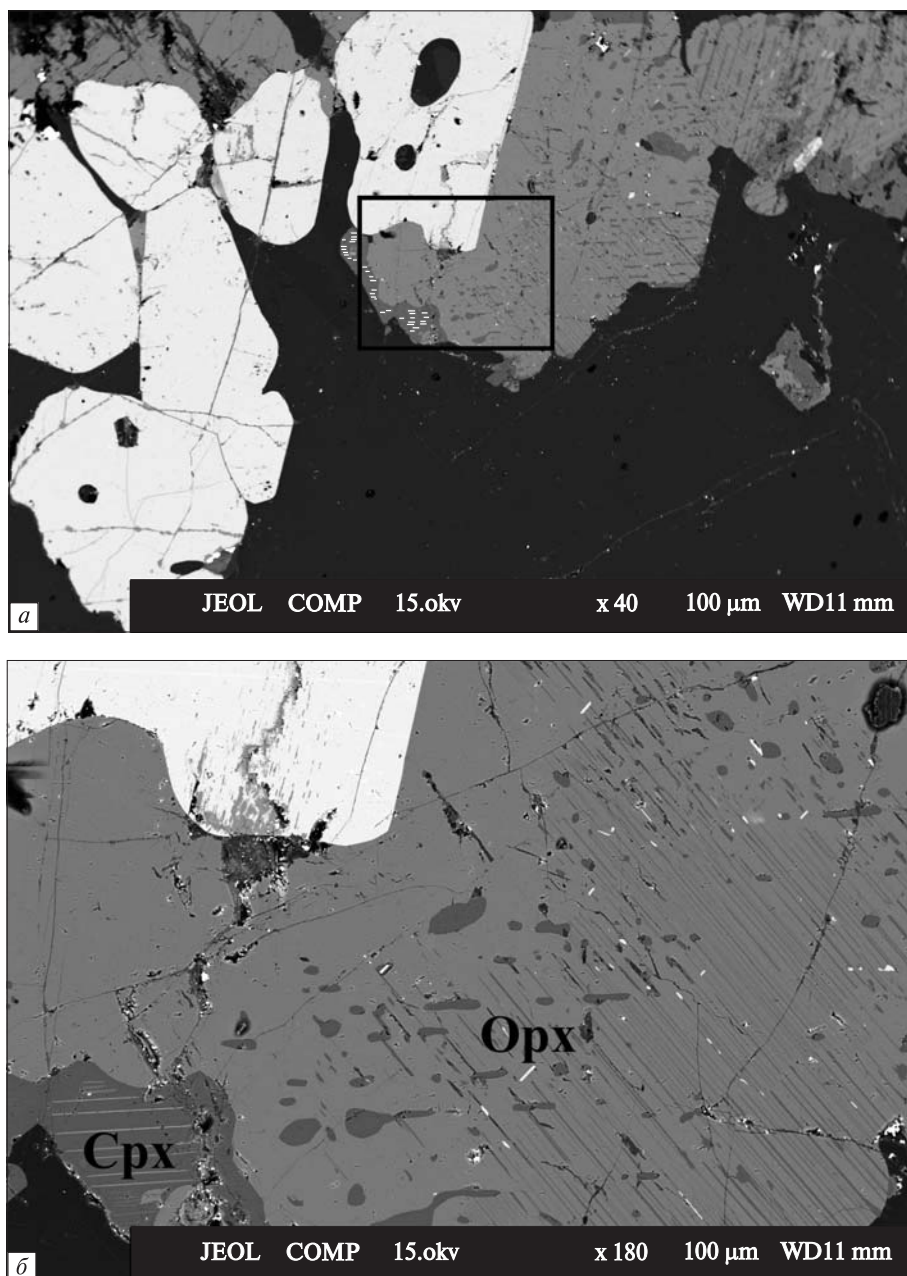 а
JEOL COMP 15.okv x 40 100 µm WD11 mm
Opx
Cpx
б
JEOL COMP 15.okv x 180 100 µm WD11 mm